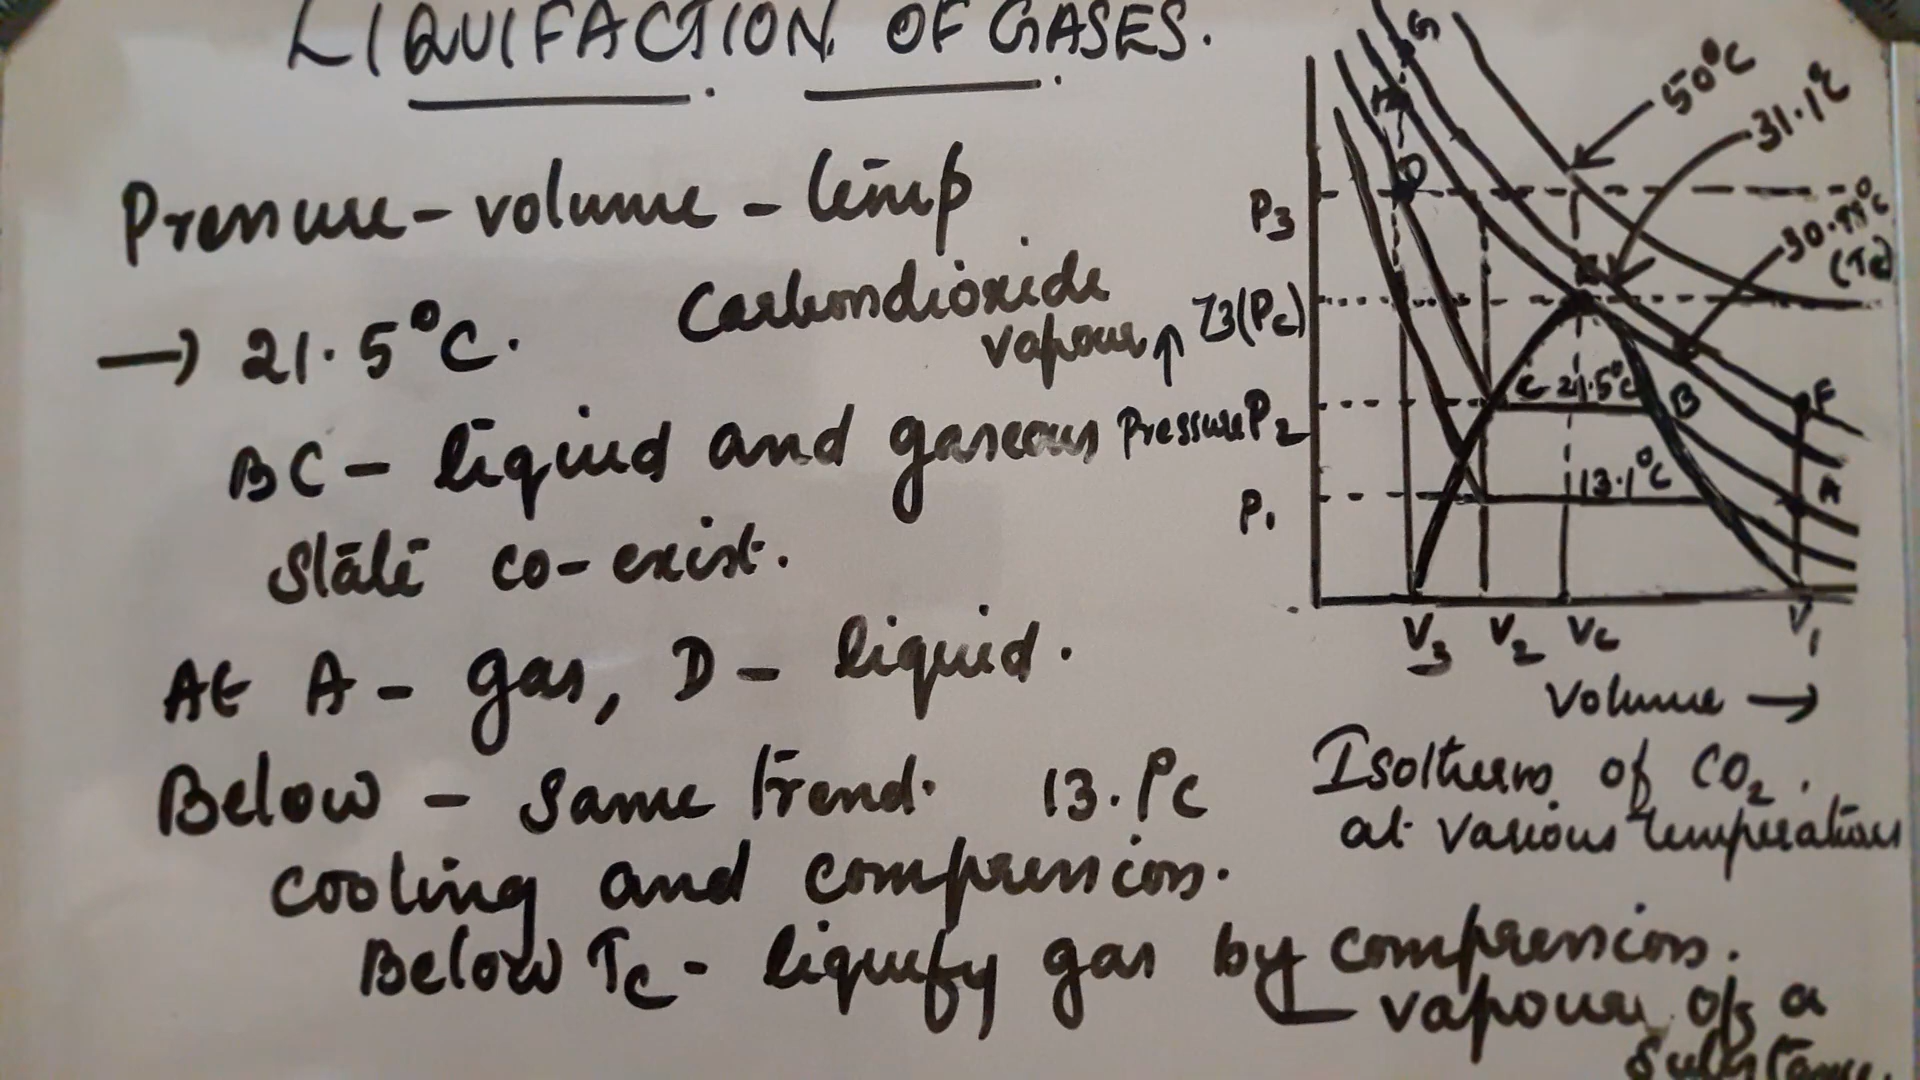 LIQUIFACTION OF GASES.
Pressure - volume - temp
→ 21.5°C. Carbondioxide
vapour
BC - liquid and gaseous
state co-exist.
At A - gas, D - liquid.
Below - same trend. 13.1°C
cooling and compression.
Below Tc - liquefy gas by compression.
vapour of a
substance.
G
50°C
31.1°C
30.98°C
(Tc)
D
P3
73(Pc)
Pressure P2
P1
E
C 21.5°C
B
F
13.1°C
A
V3 V2 Vc V1
Volume →
Isotherms of CO2.
at various temperatures